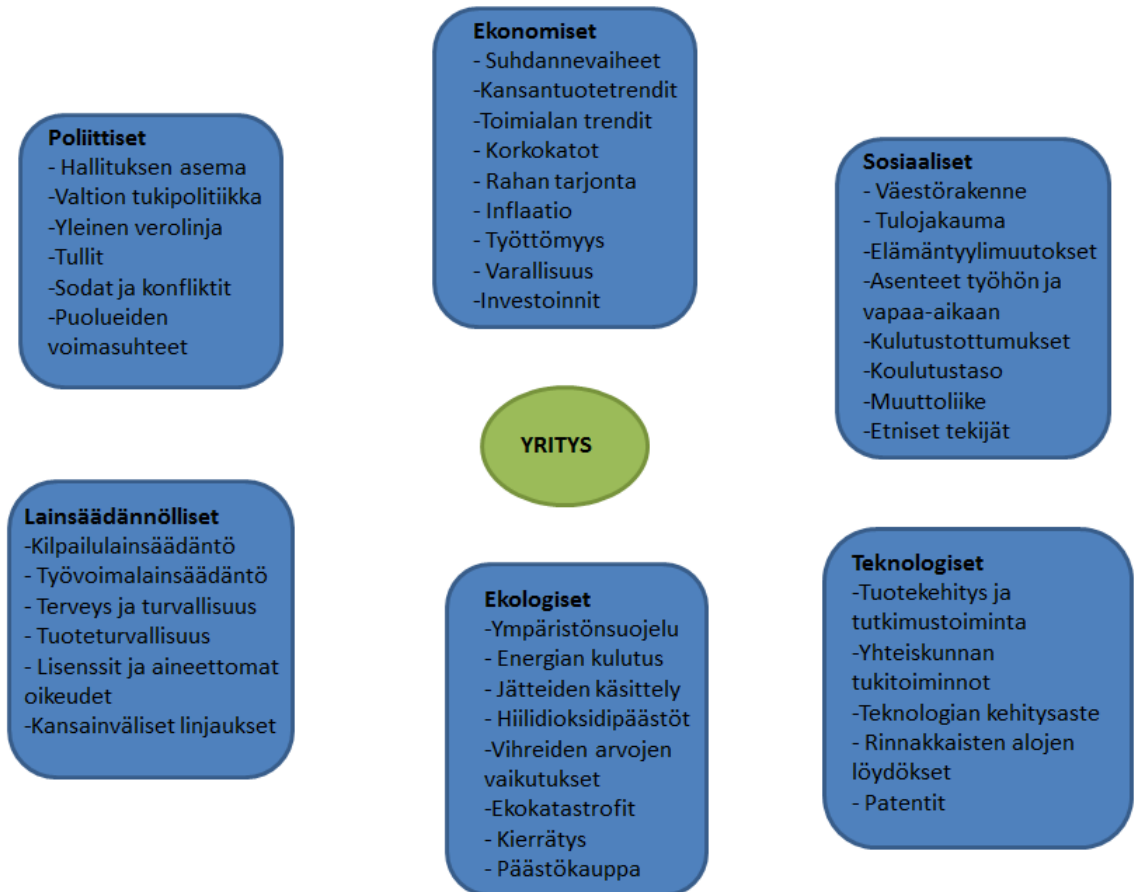 Ekonomiset
- Suhdannevaiheet
-Kansantuotetrendit
-Toimialan trendit
- Korkokatot
- Rahan tarjonta
- Inflaatio
- Työttömyys
- Varallisuus
-Investoinnit
Poliittiset
- Hallituksen asema
-Valtion tukipolitiikka
-Yleinen verolinja
-Tullit
-Sodat ja konfliktit
-Puolueiden
voimasuhteet
Sosiaaliset
- Väestörakenne
- Tulojakauma
-Elämäntyylimuutokset
-Asenteet työhön ja
vapaa-aikaan
-Kulutustottumukset
-Koulutustaso
-Muuttoliike
-Etniset tekijät
YRITYS
Lainsäädännölliset
-Kilpailulainsäädäntö
- Työvoimalainsäädäntö
- Terveys ja turvallisuus
- Tuoteturvallisuus
- Lisenssit ja aineettomat
oikeudet
-Kansainväliset linjaukset
Ekologiset
-Ympäristönsuojelu
- Energian kulutus
- Jätteiden käsittely
- Hiilidioksidipäästöt
-Vihreiden arvojen
vaikutukset
-Ekokatastrofit
- Kierrätys
- Päästökauppa
Teknologiset
-Tuotekehitys ja
tutkimustoiminta
-Yhteiskunnan
tukitoiminnot
-Teknologian kehitysaste
- Rinnakkaisten alojen
löydökset
- Patentit